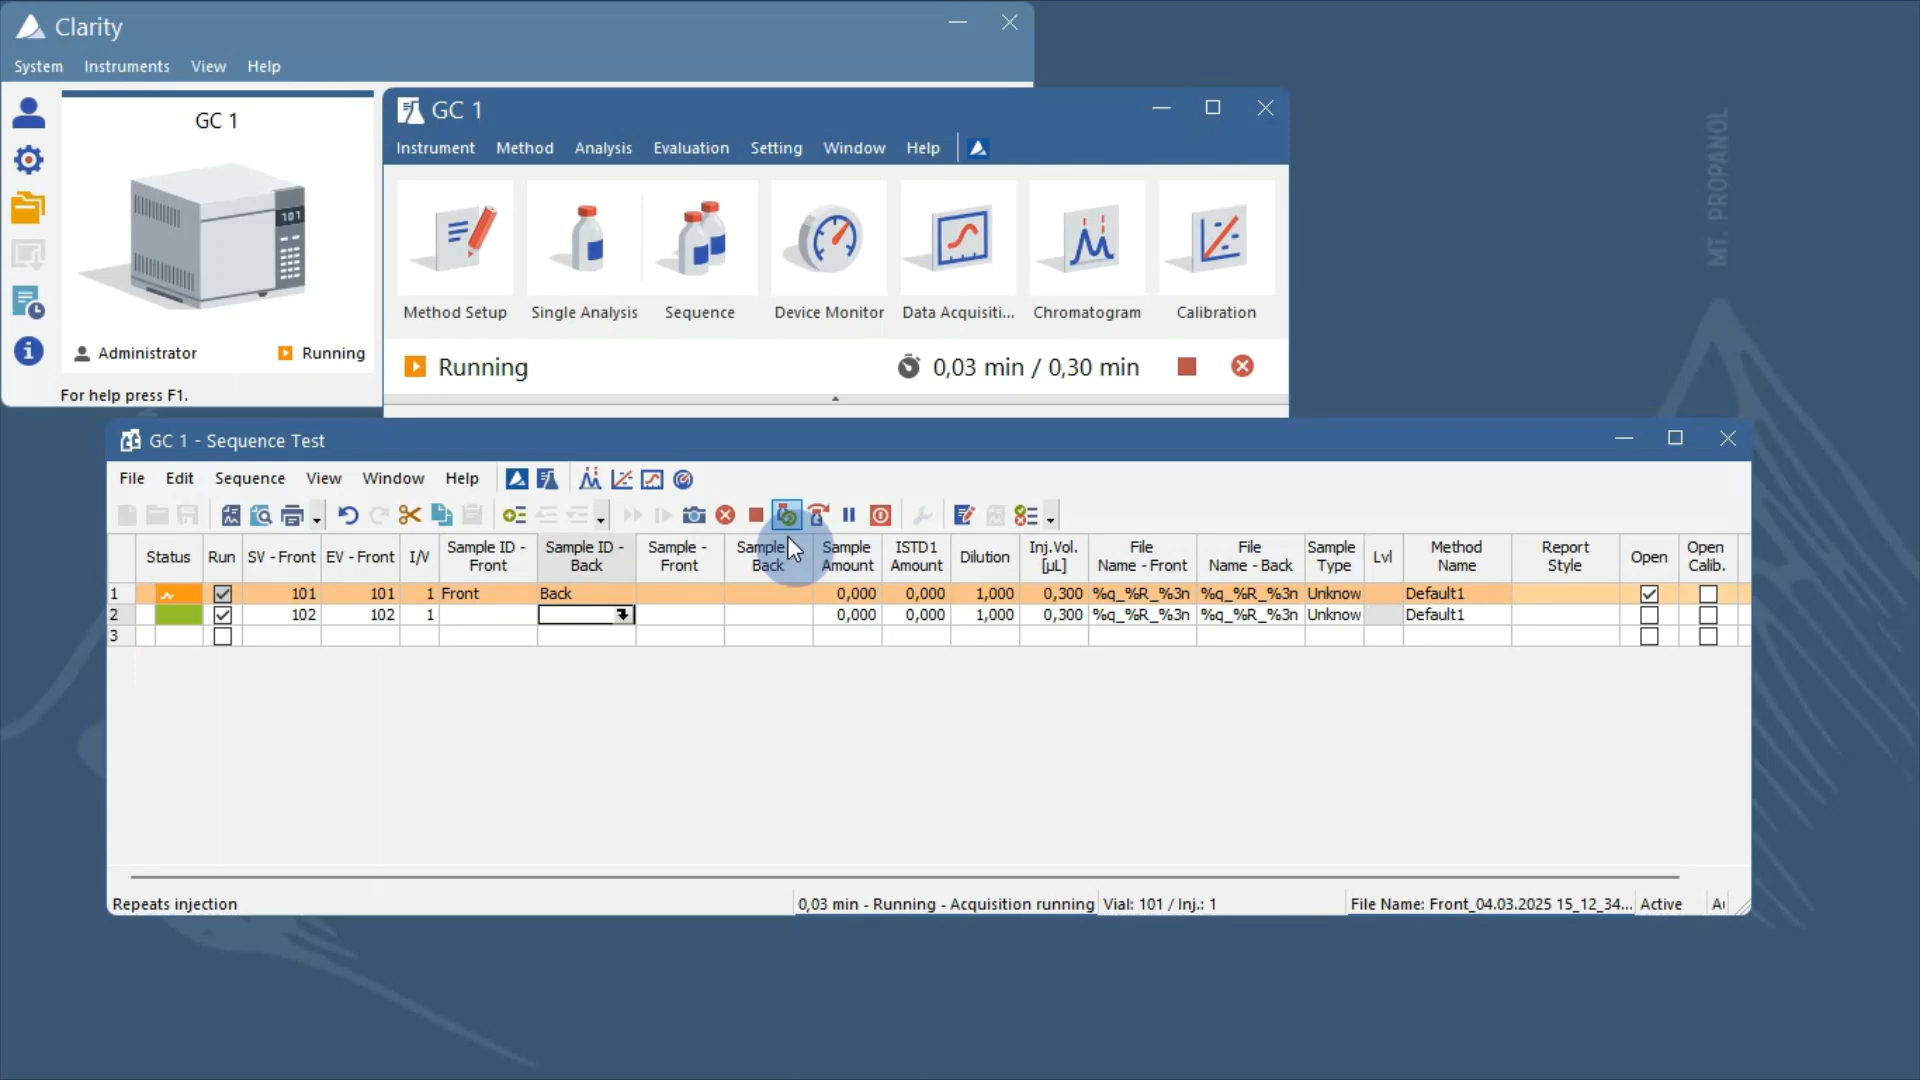 Clarity
System Instruments View Help
GC 1
101
Administrator Running
For help press F1.
GC 1
Instrument Method Analysis Evaluation Setting Window Help
Method Setup Single Analysis Sequence Device Monitor Data Acquisiti... Chromatogram Calibration
Running 0,03 min / 0,30 min
MT. PROPANOL
GC 1 - Sequence Test
File Edit Sequence View Window Help
Status Run SV - Front EV - Front I/V Sample ID - Front Sample ID - Back Sample - Front Sample Back Sample Amount ISTD1 Amount Dilution Inj.Vol. [µL] File Name - Front File Name - Back Sample Type Lvl Method Name Report Style Open Open Calib.
1 101 101 1 Front Back 0,000 0,000 1,000 0,300 %q_%R_%3n %q_%R_%3n Unknow Default1
2 102 102 1 0,000 0,000 1,000 0,300 %q_%R_%3n %q_%R_%3n Unknow Default1
3
Repeats injection 0,03 min - Running - Acquisition running Vial: 101 / Inj.: 1 File Name: Front_04.03.2025 15_12_34... Active